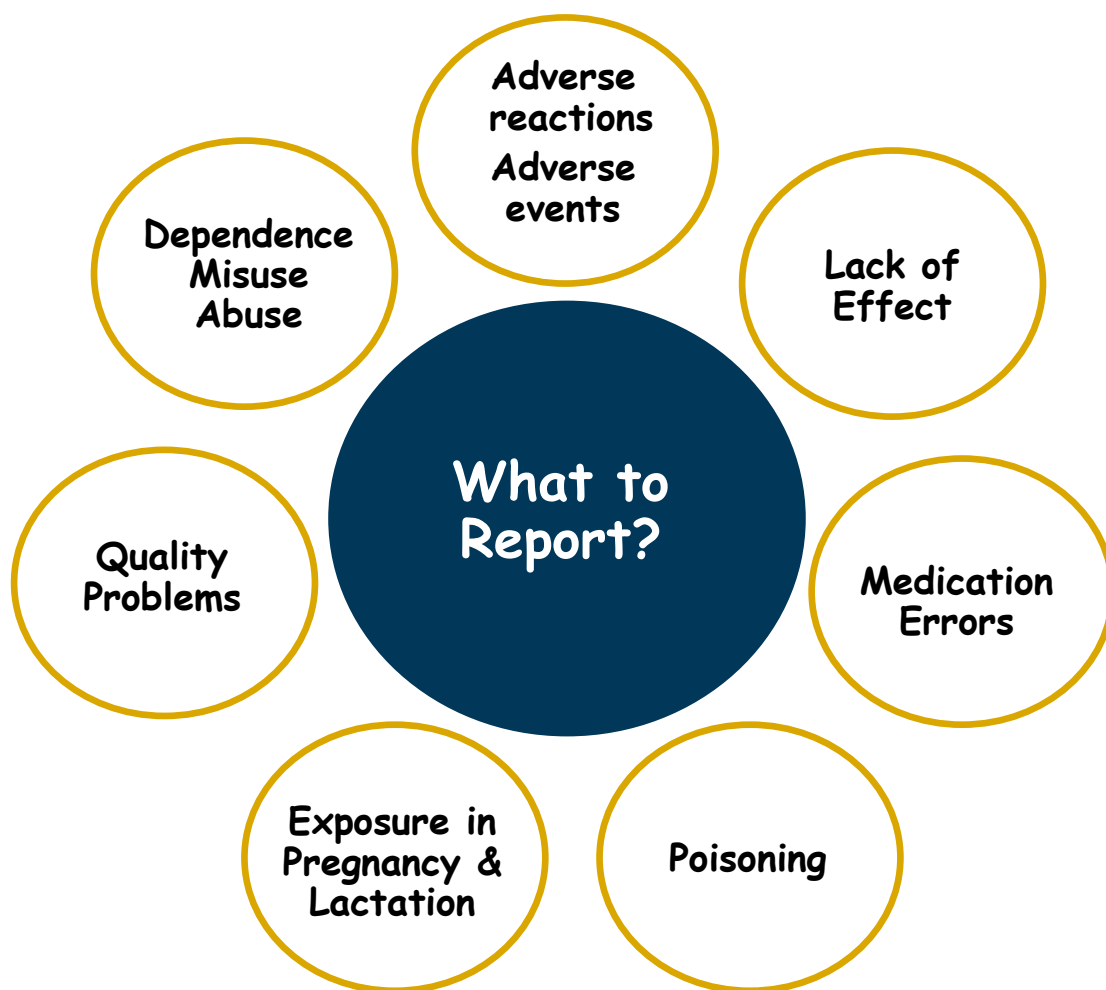 Adverse
reactions
Adverse
events
Dependence
Misuse
Abuse
Lack of
Effect
What to
Report?
Quality
Problems
Medication
Errors
Exposure in
Pregnancy &
Lactation
Poisoning